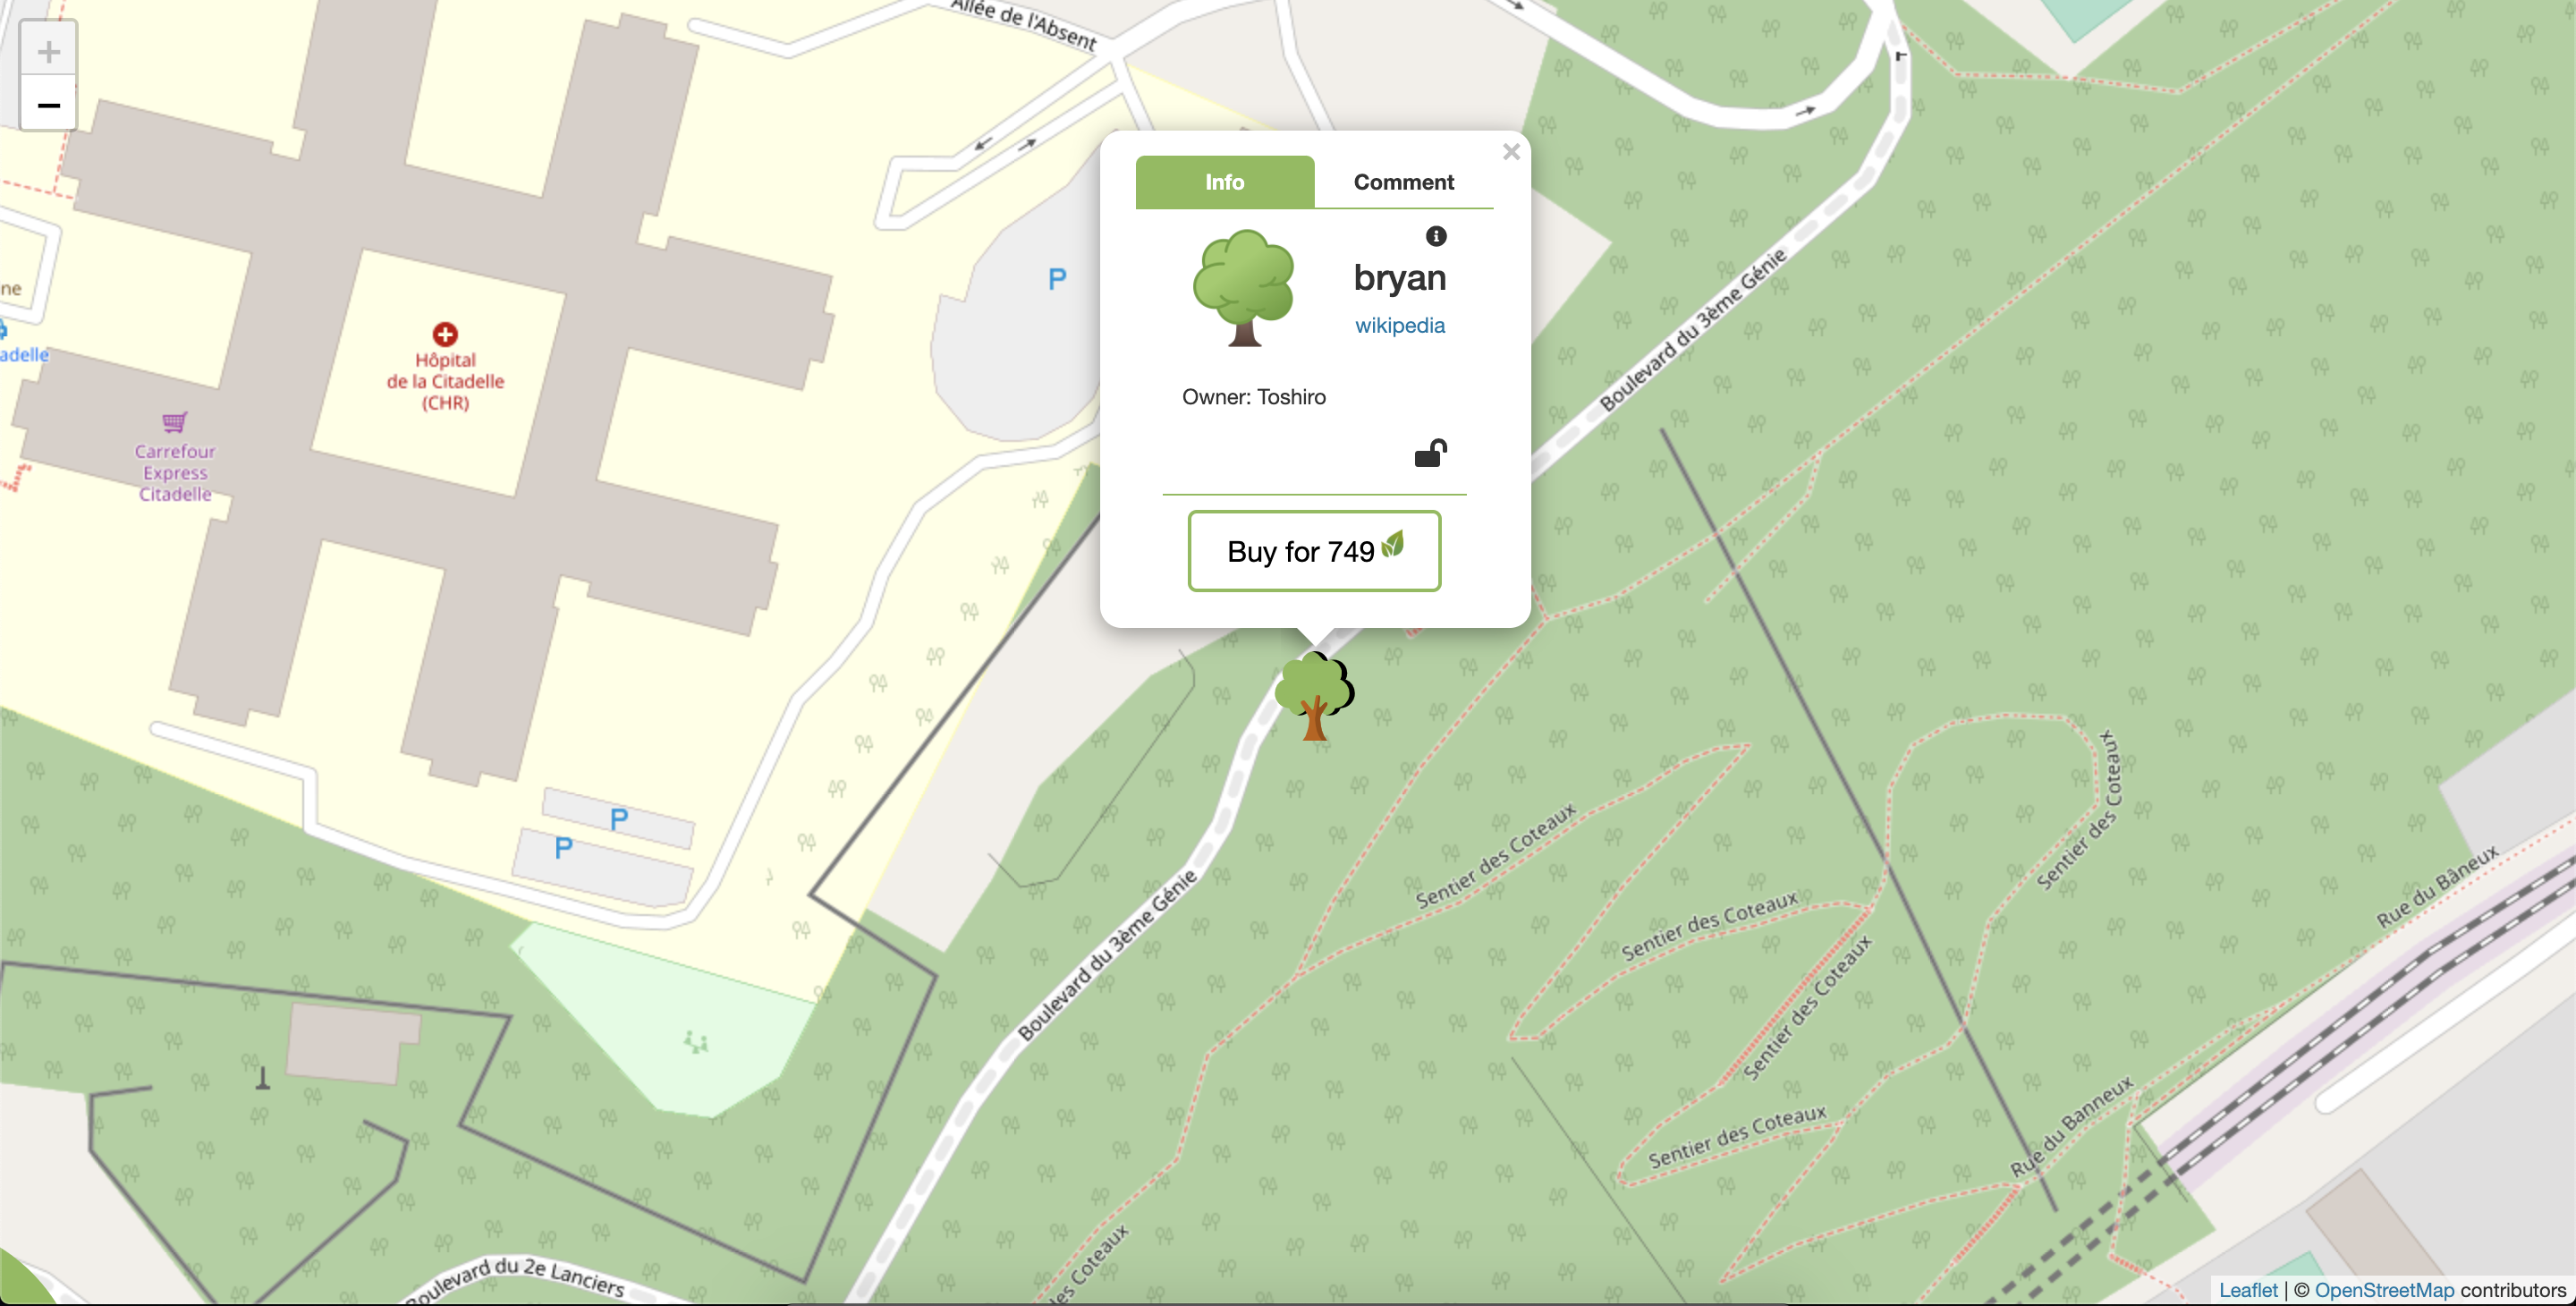 Allée de l'Absent
+
−
Info
Comment
×
bryan
wikipedia
Owner: Toshiro
Buy for 749
P
Hôpital
de la Citadelle
(CHR)
Carrefour
Express
Citadelle
ne
adelle
Boulevard du 3ème Génie
P
P
Sentier des Coteaux
Sentier des Coteaux
Rue du Bâneux
Boulevard du 3ème Génie
Sentier des Coteaux
Sentier des Coteaux
Sentier des Coteaux
Rue du Banneux
des Coteaux
Boulevard du 2e Lanciers
Leaflet | © OpenStreetMap contributors